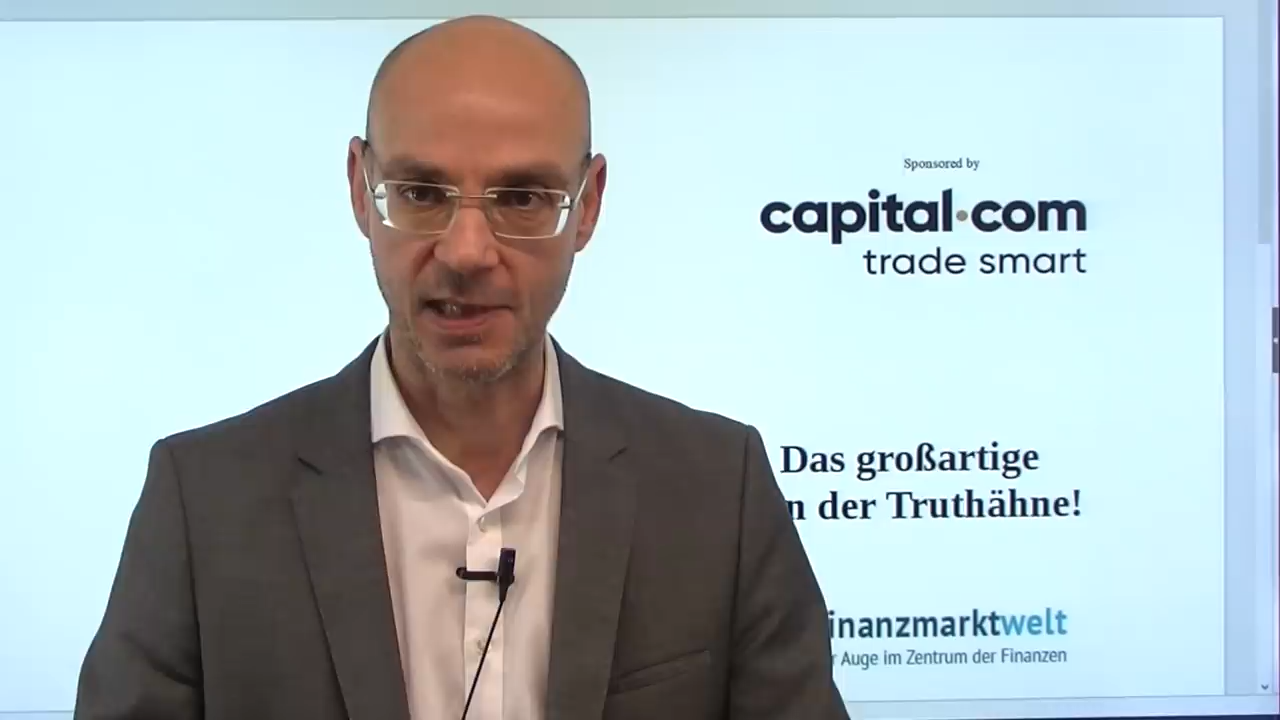 Sponsored by
capital.com
trade smart
Das großartige
der Truthähne!
inanzmarktwelt
Auge im Zentrum der Finanzen